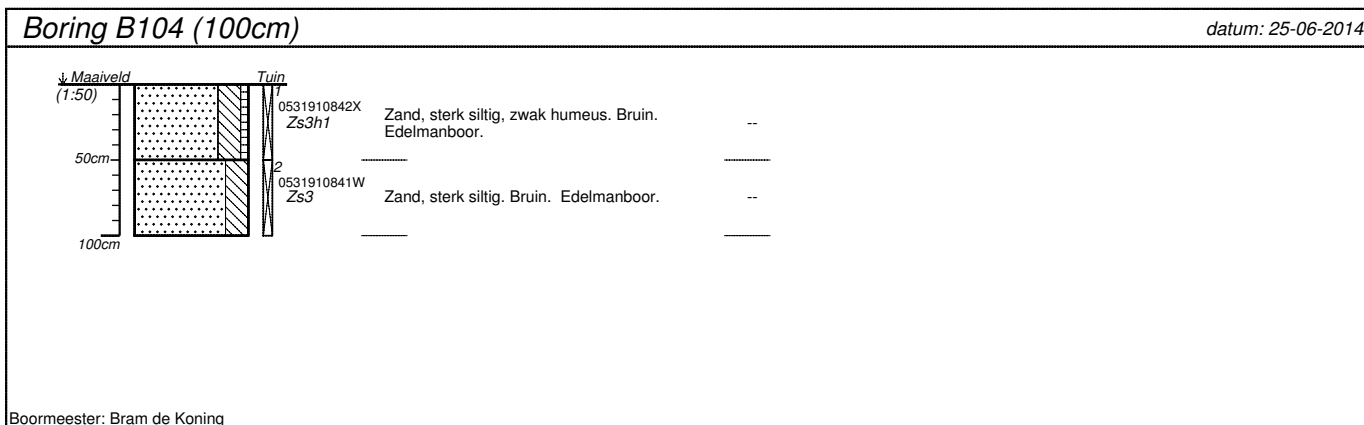 Boring B104 (100cm)
datum: 25-06-2014
Maaiveld
Tuin
(1:50)
1
0531910842X
Zs3h1
Zand, sterk siltig, zwak humeus. Bruin.
Edelmanboor.
--
50cm
2
0531910841W
Zs3
Zand, sterk siltig. Bruin. Edelmanboor.
--
100cm
Boormeester: Bram de Koning